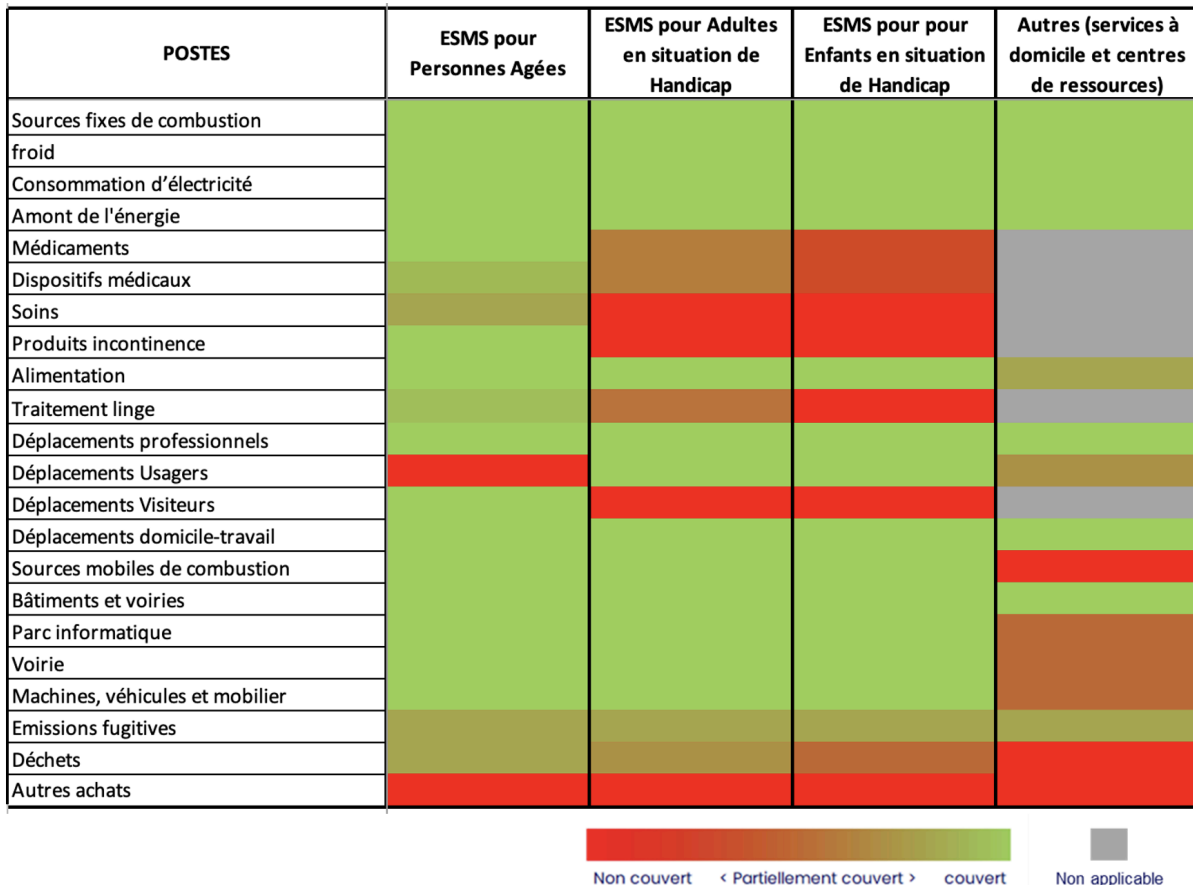 POSTES
ESMS pour
Personnes Agées
ESMS pour Adultes
en situation de
Handicap
ESMS pour pour
Enfants en situation
de Handicap
Autres (services à
domicile et centres
de ressources)
Sources fixes de combustion
froid
Consommation d’électricité
Amont de l'énergie
Médicaments
Dispositifs médicaux
Soins
Produits incontinence
Alimentation
Traitement linge
Déplacements professionnels
Déplacements Usagers
Déplacements Visiteurs
Déplacements domicile-travail
Sources mobiles de combustion
Bâtiments et voiries
Parc informatique
Voirie
Machines, véhicules et mobilier
Emissions fugitives
Déchets
Autres achats
Non couvert < Partiellement couvert > couvert Non applicable